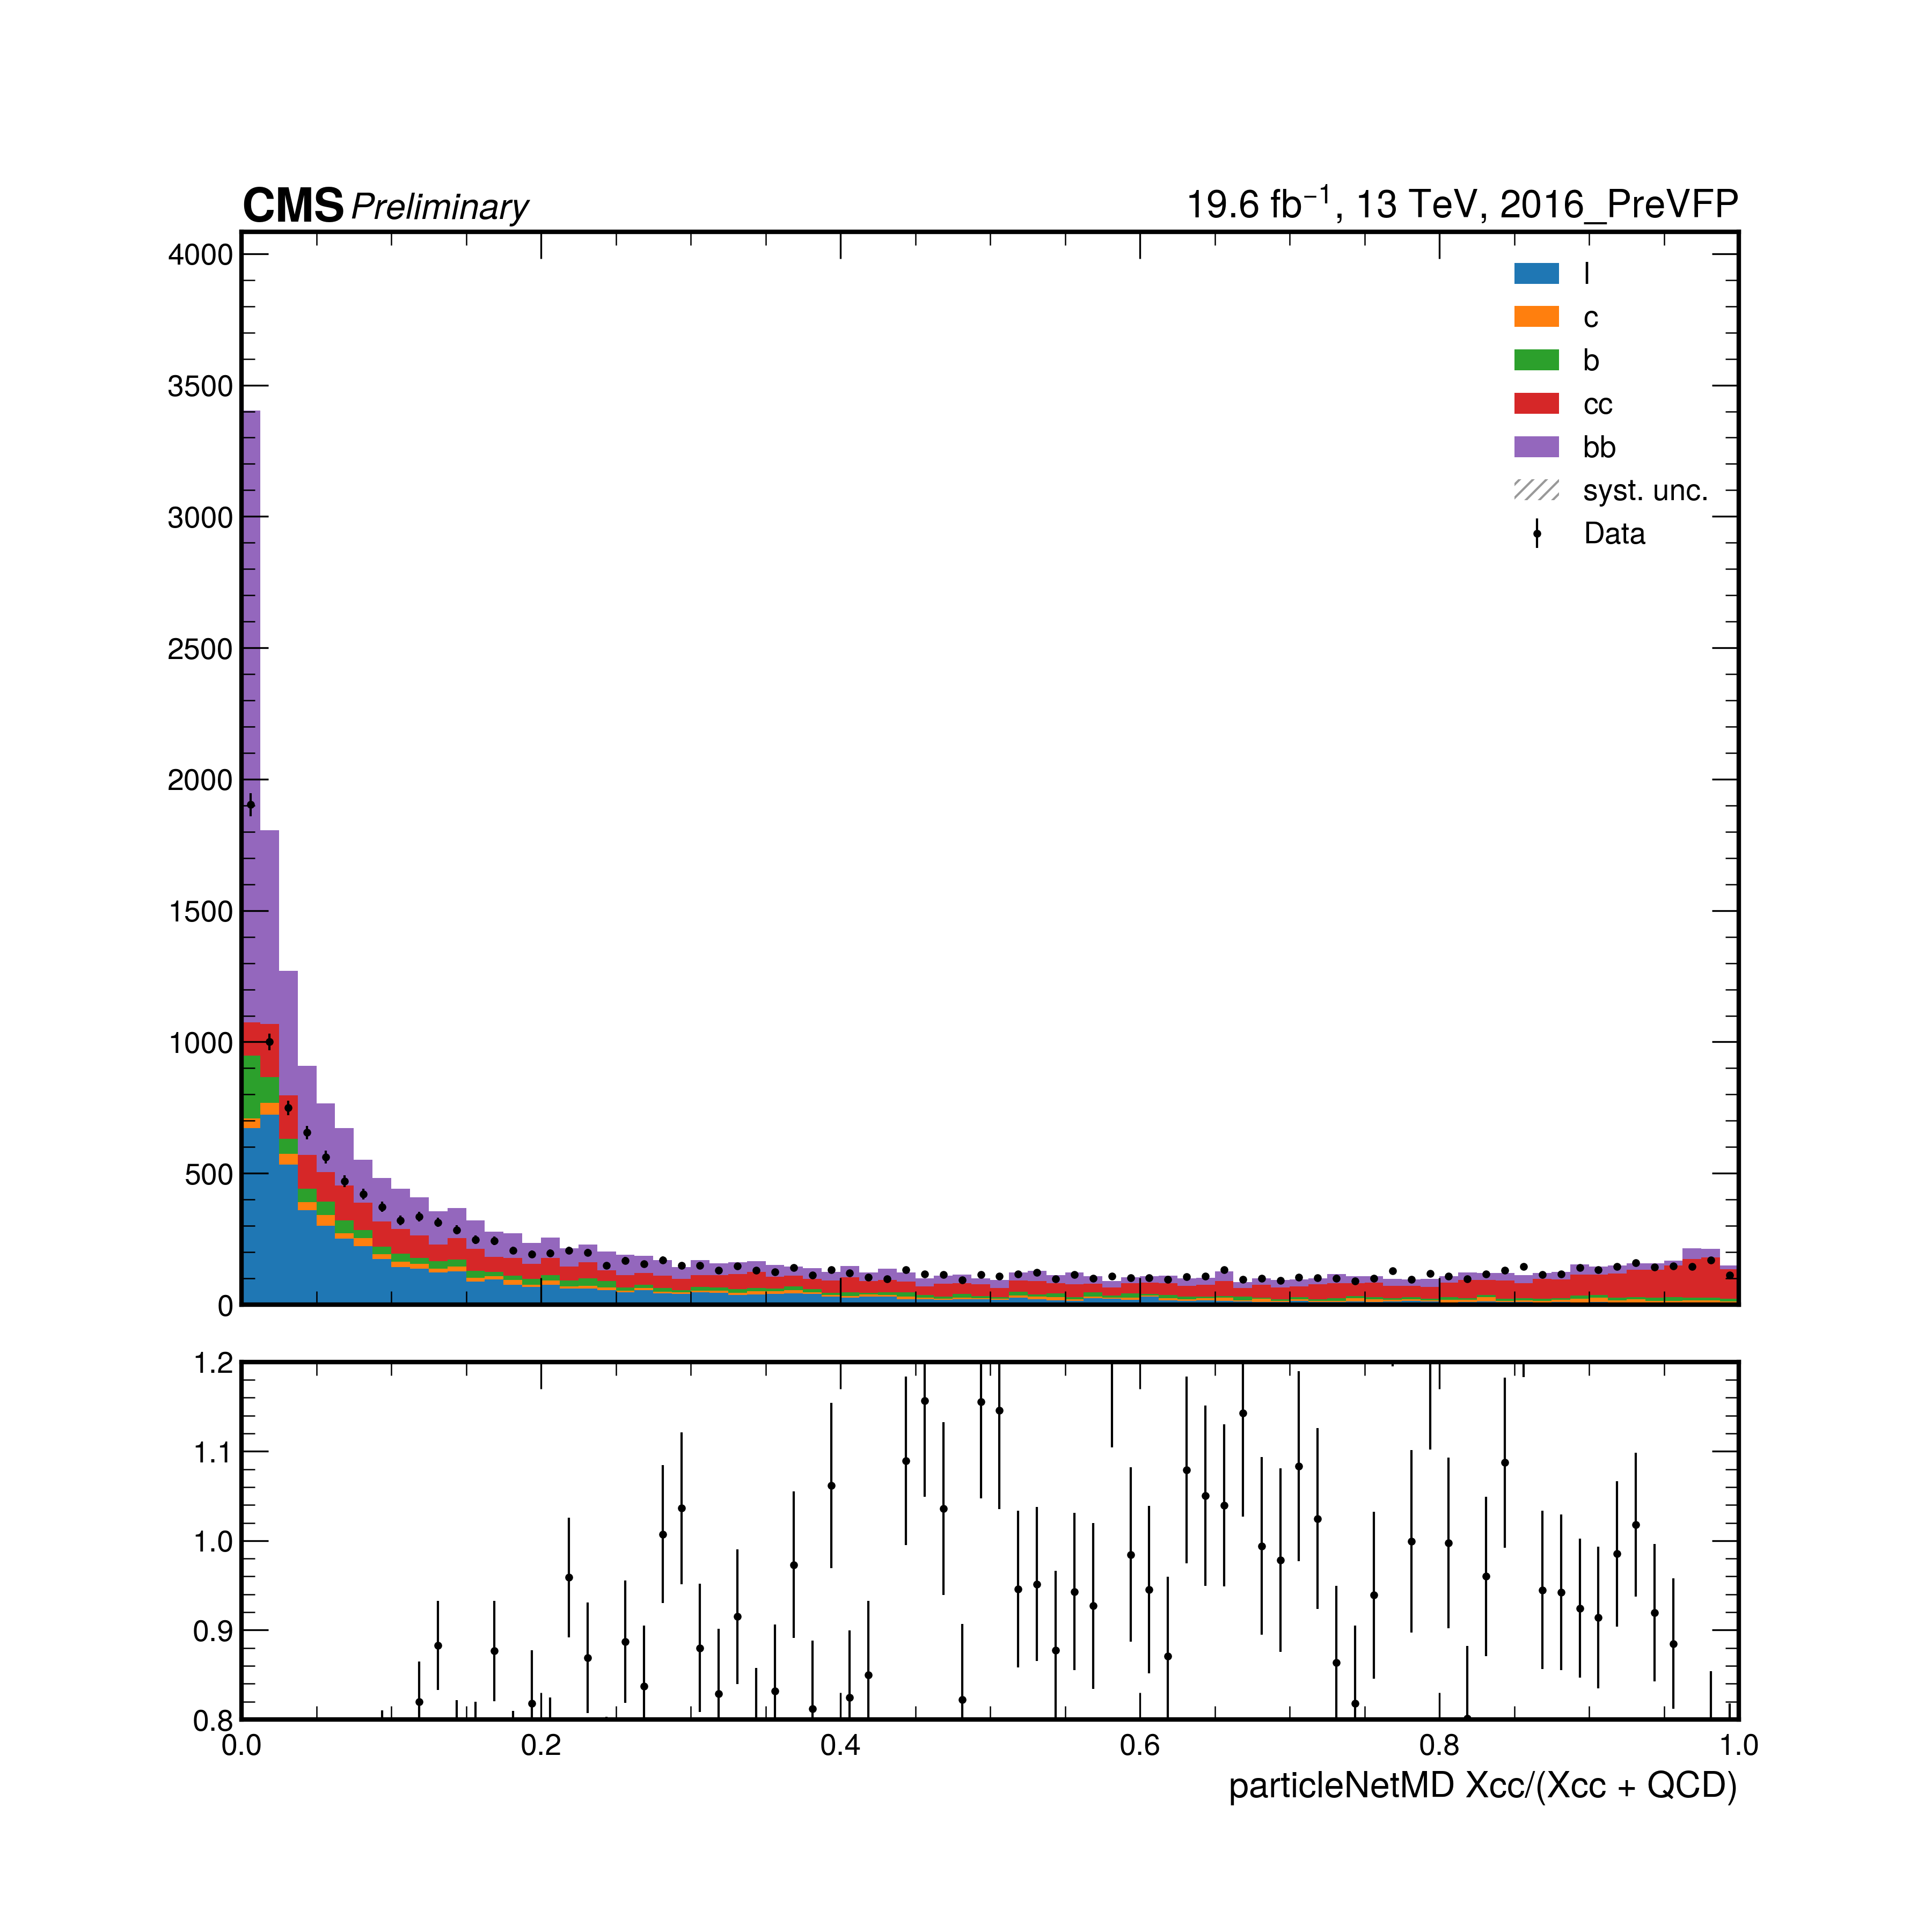 CMS Preliminary
19.6 fb⁻¹, 13 TeV, 2016_PreVFP
4000
3500
3000
2500
2000
1500
1000
500
0
l
c
b
cc
bb
syst. unc.
Data
1.2
1.1
1.0
0.9
0.8
0.0 0.2 0.4 0.6 0.8 1.0
particleNetMD Xcc/(Xcc + QCD)